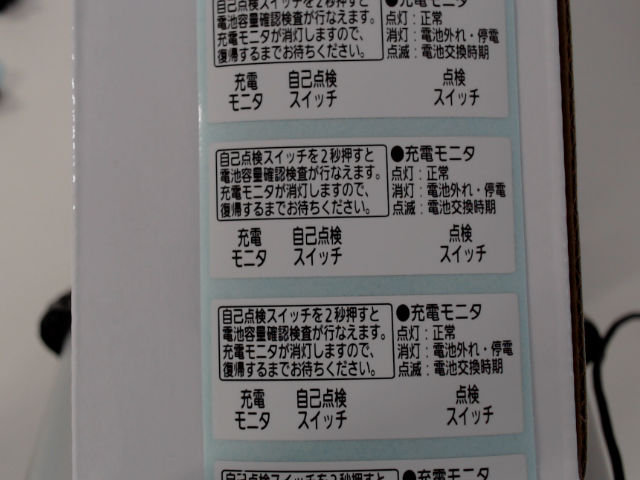 自己点検スイッチを2秒押すと
電池容量確認検査が行なえます。
充電モニタが消灯しますので、
復帰するまでお待ちください。
●充電モニタ
点灯：正常
消灯：電池外れ・停電
点滅：電池交換時期
充電
モニタ
自己点検
スイッチ
点検
スイッチ
自己点検スイッチを2秒押すと
電池容量確認検査が行なえます。
充電モニタが消灯しますので、
復帰するまでお待ちください。
●充電モニタ
点灯：正常
消灯：電池外れ・停電
点滅：電池交換時期
充電
モニタ
自己点検
スイッチ
点検
スイッチ
自己点検スイッチを2秒押すと
電池容量確認検査が行なえます。
充電モニタが消灯しますので、
復帰するまでお待ちください。
●充電モニタ
点灯：正常
消灯：電池外れ・停電
点滅：電池交換時期
充電
モニタ
自己点検
スイッチ
点検
スイッチ
自己点検スイッチを2秒押すと
●充電モニタ